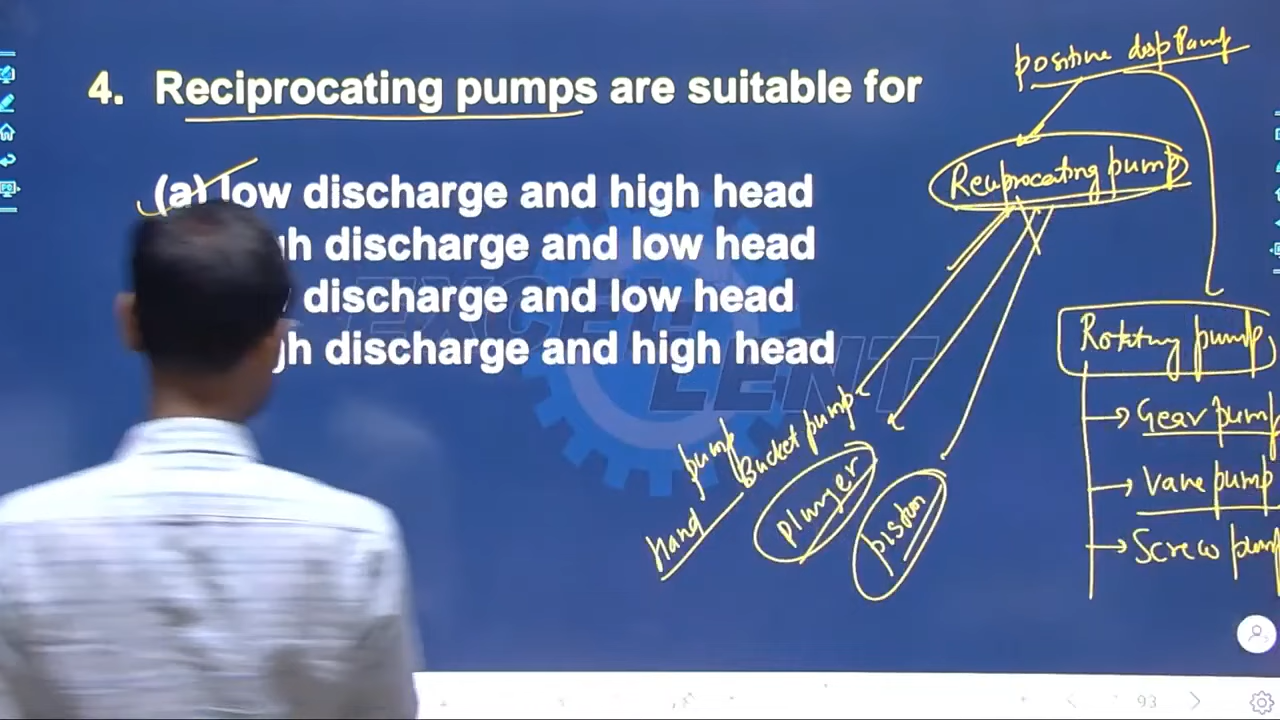 4. Reciprocating pumps are suitable for
(a) low discharge and high head
discharge and low head
discharge and low head
discharge and high head
EXCELLENT
positive disp Pump
Reciprocating pump
Rotating pump
Gear pump
Vane pump
Screw pump
Hand pump
Bucket pump
plunger
piston
93